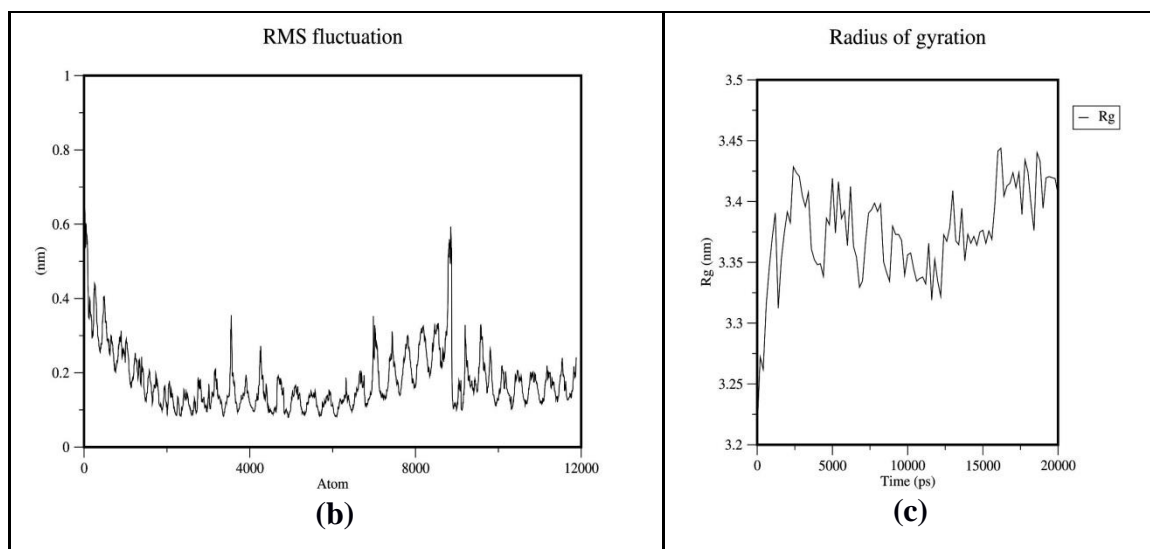 RMS fluctuation
1
0.8
0.6
0.4
0.2
0
(nm)
0
4000
8000
12000
Atom
(b)
Radius of gyration
3.5
3.45
3.4
3.35
3.3
3.25
3.2
Rg (nm)
0
5000
10000
15000
20000
Time (ps)
Rg
(c)